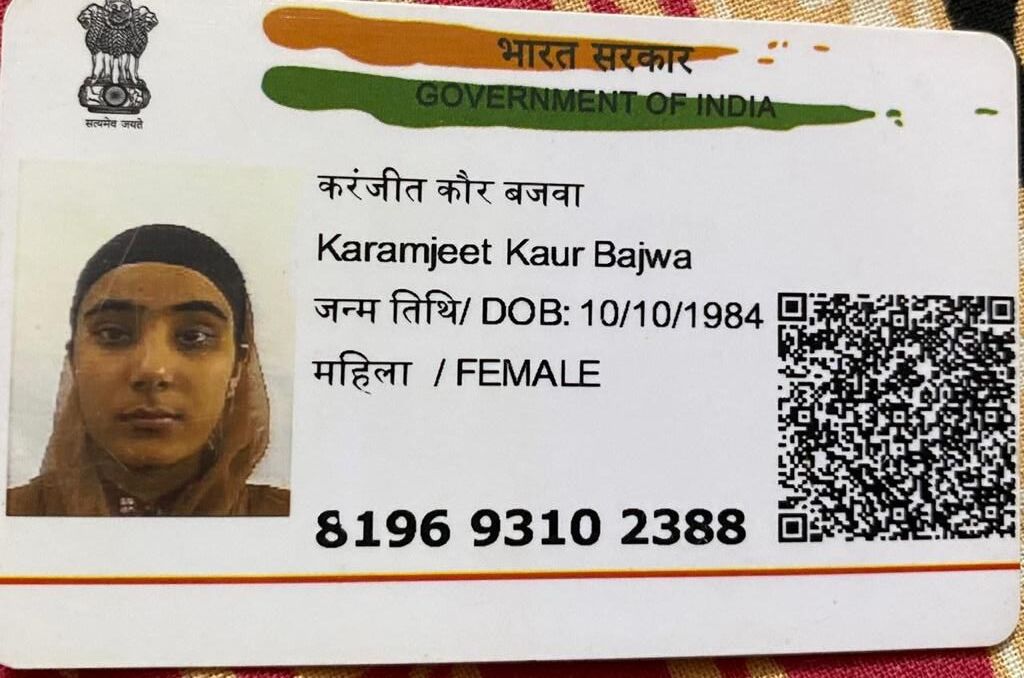 सत्यमेव जयते
भारत सरकार
GOVERNMENT OF INDIA
करंजीत कौर बजवा
Karamjeet Kaur Bajwa
जन्म तिथि/ DOB: 10/10/1984
महिला / FEMALE
8196 9310 2388